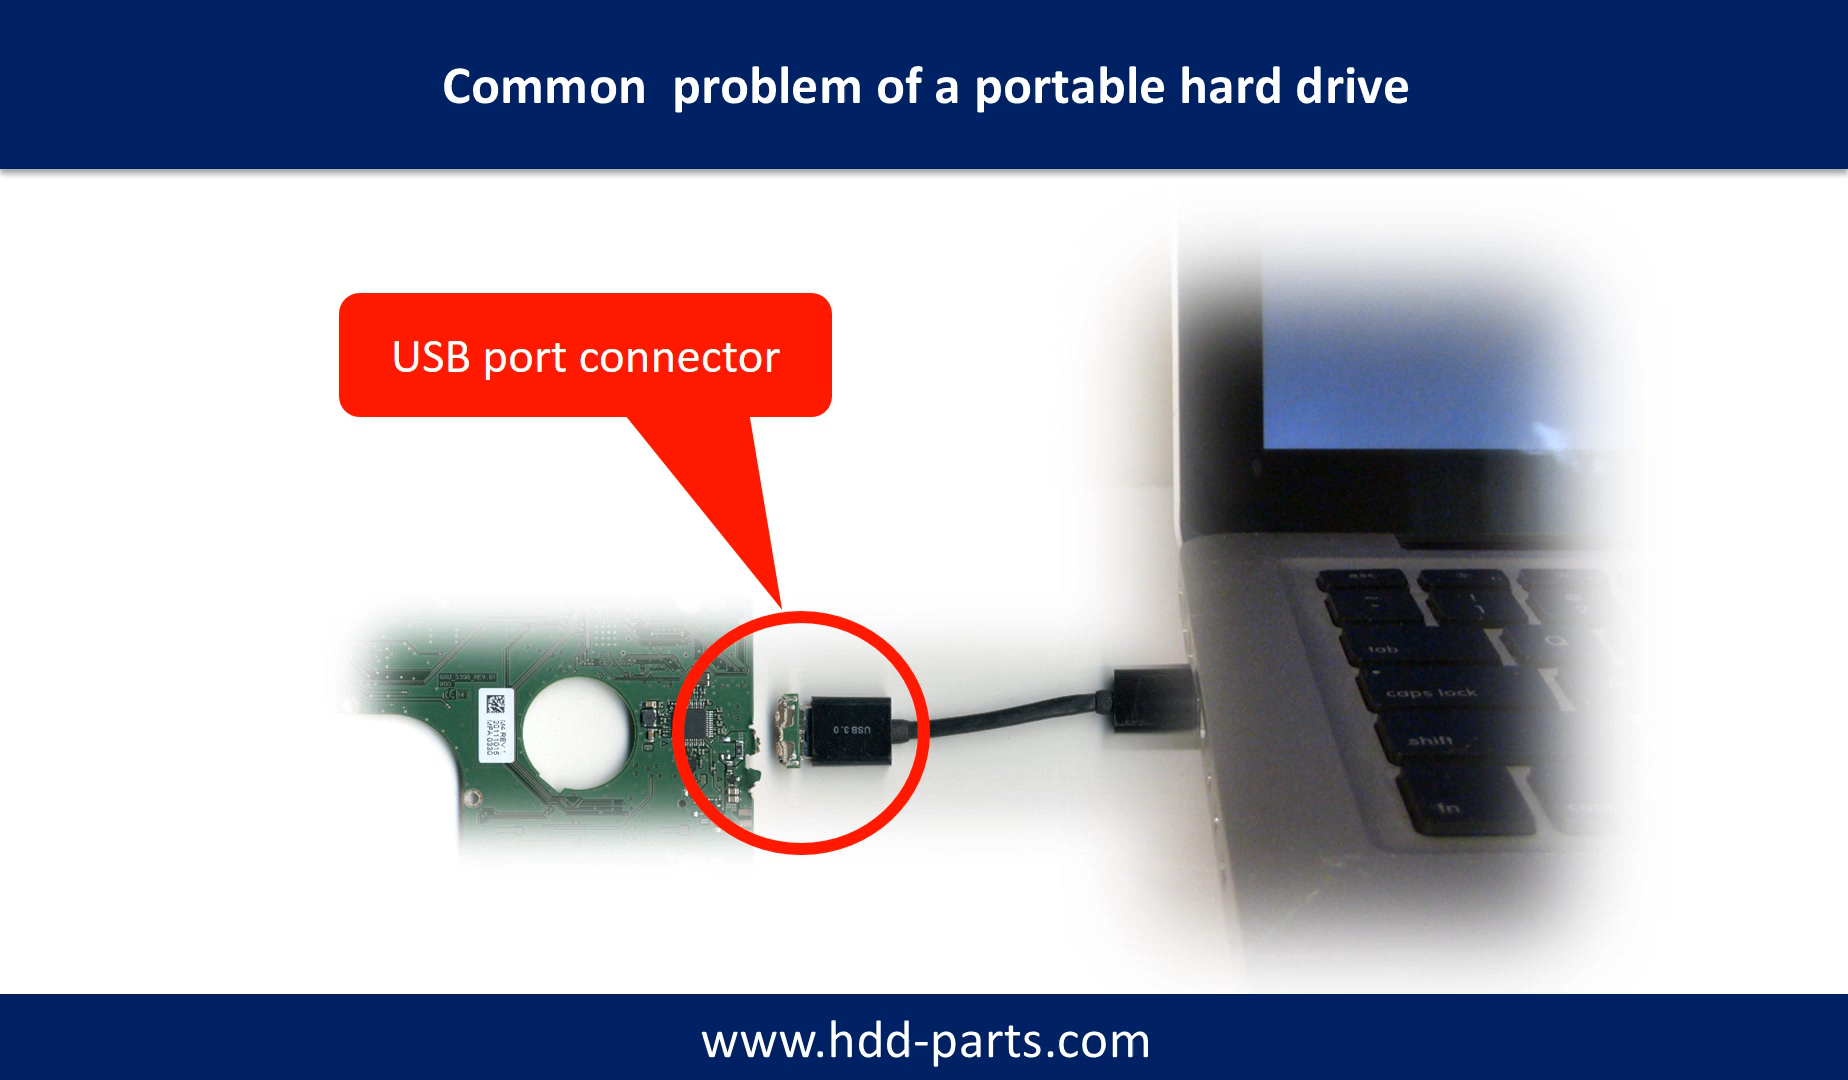 Common  problem of a portable hard drive
USB port connector
USB 3.0
esc
tab
Q
caps lock
shift
fn
www.hdd-parts.com